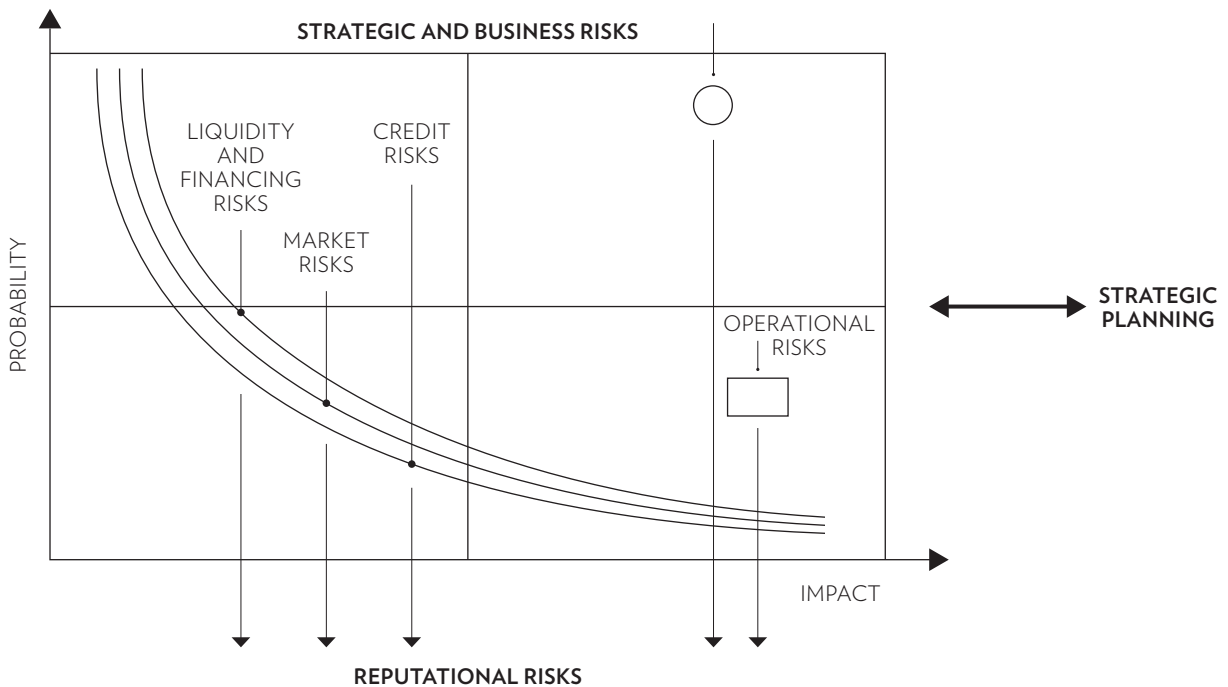 STRATEGIC AND BUSINESS RISKS
LIQUIDITY
AND
FINANCING
RISKS
CREDIT
RISKS
MARKET
RISKS
PROBABILITY
STRATEGIC
PLANNING
OPERATIONAL
RISKS
IMPACT
REPUTATIONAL RISKS